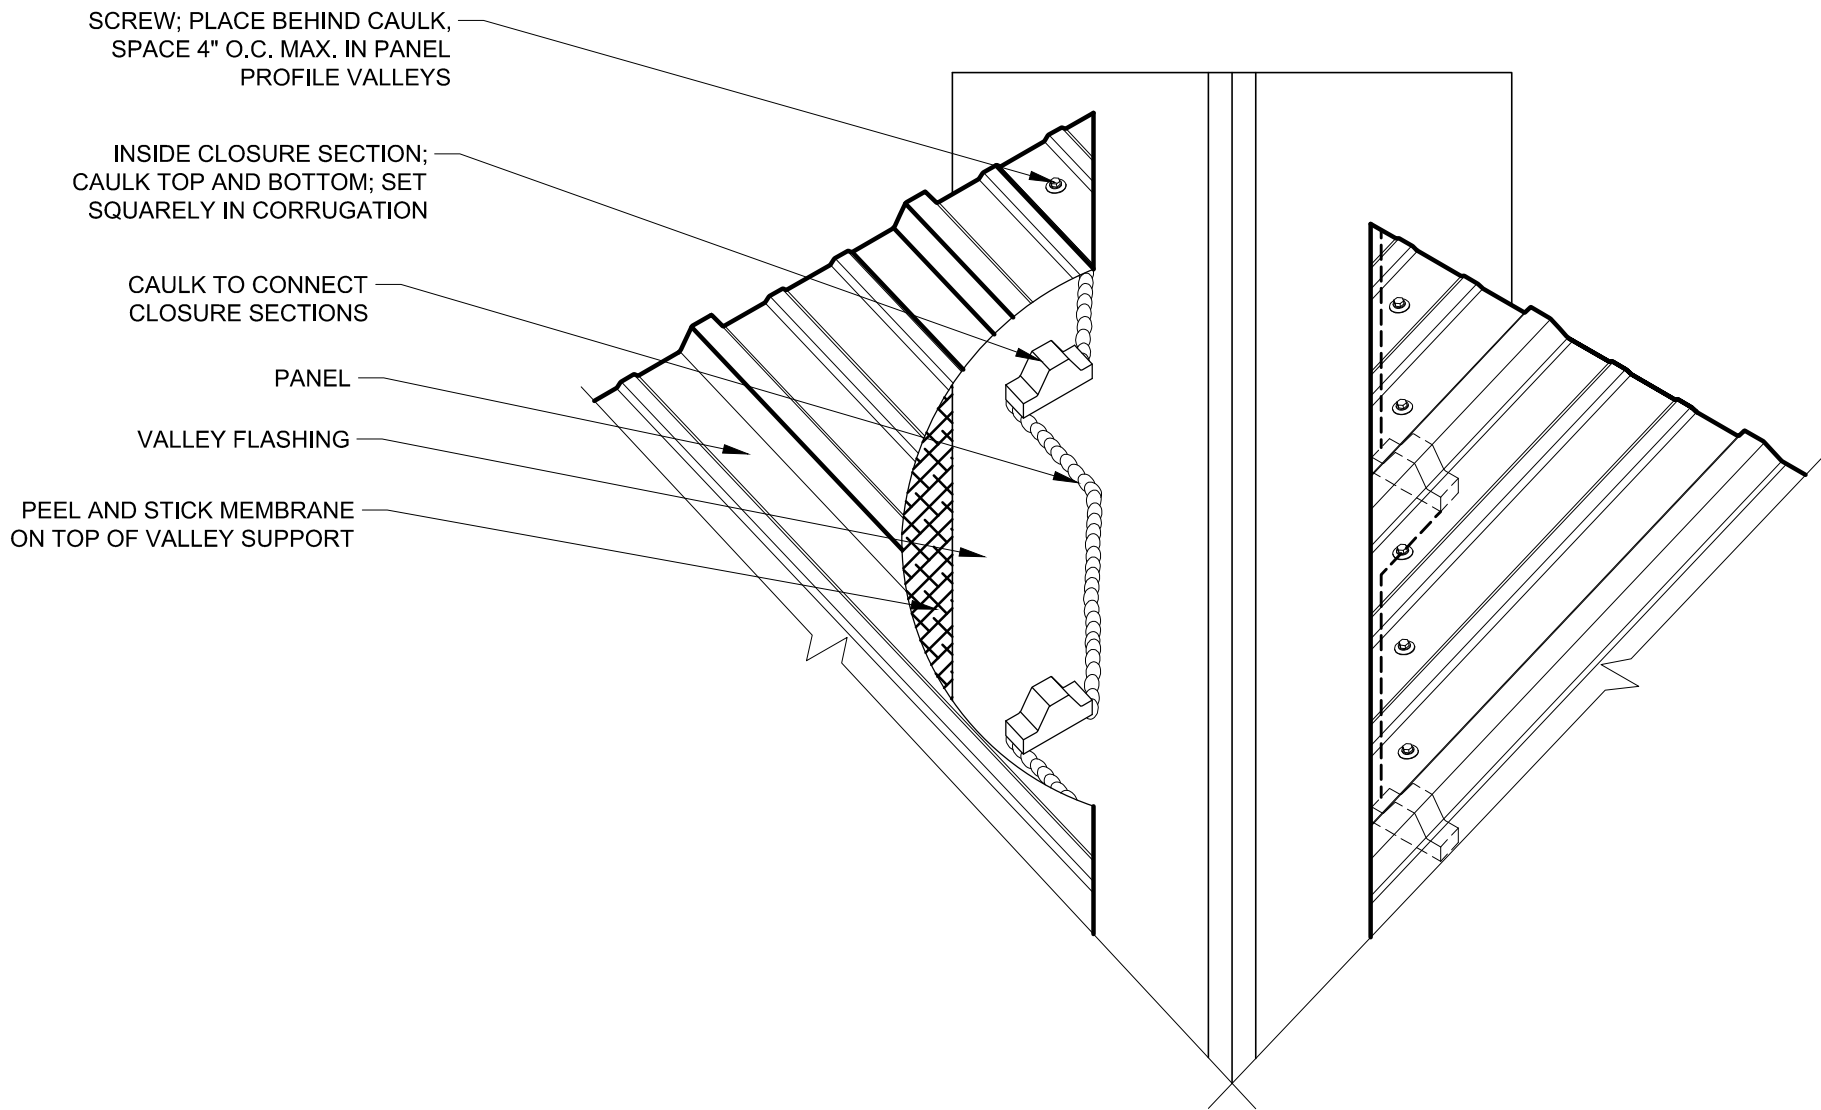 SCREW; PLACE BEHIND CAULK,
SPACE 4" O.C. MAX. IN PANEL
PROFILE VALLEYS
INSIDE CLOSURE SECTION;
CAULK TOP AND BOTTOM; SET
SQUARELY IN CORRUGATION
CAULK TO CONNECT
CLOSURE SECTIONS
PANEL
VALLEY FLASHING
PEEL AND STICK MEMBRANE
ON TOP OF VALLEY SUPPORT